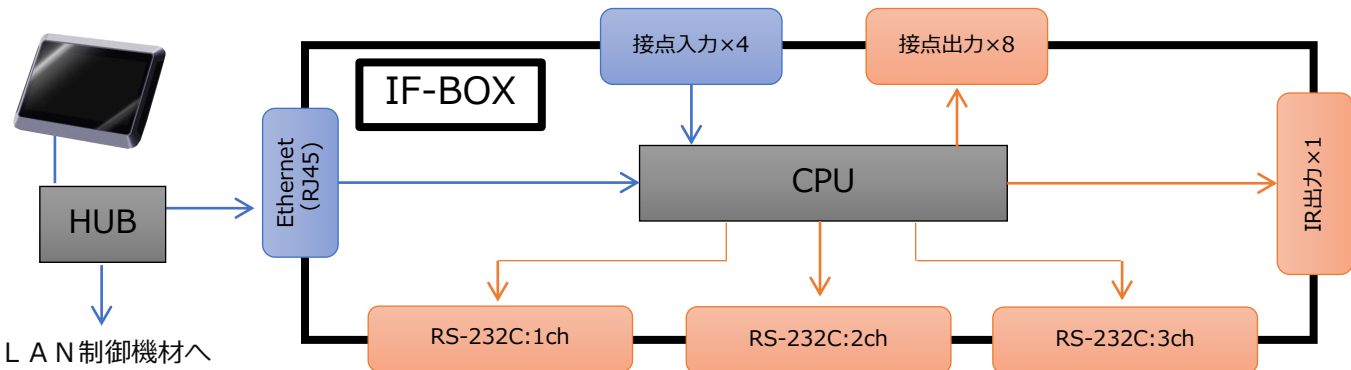 接点入力×4
接点出力×8
IF-BOX
Ethernet
(RJ45)
CPU
IR出力×1
HUB
RS-232C:1ch
RS-232C:2ch
RS-232C:3ch
ＬＡＮ制御機材へ